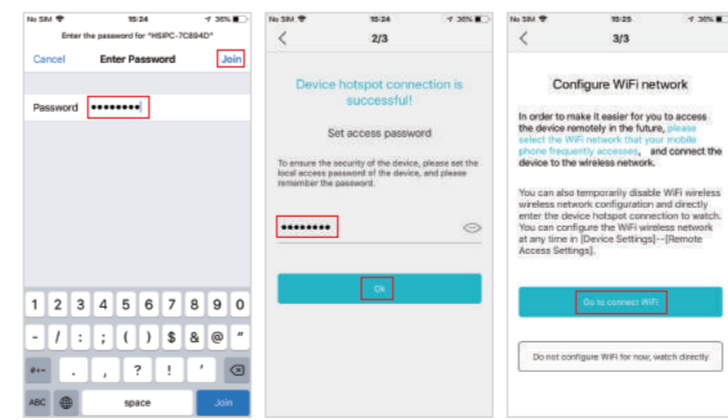 No SIM 15:24 36%
Enter the password for "HSIPC-7C894D"
Cancel Enter Password Join
Password ••••••••
1 2 3 4 5 6 7 8 9 0
- / : ; ( ) $ & @ "
#+= . , ? ! '
ABC space Join
No SIM 15:24 36%
2/3
Device hotspot connection is
successful!
Set access password
To ensure the security of the device, please set the
local access password of the device, and please
remember the password.
••••••••
Ok
No SIM 15:25 36%
3/3
Configure WiFi network
In order to make it easier for you to access
the device remotely in the future, please
select the WiFi network that your mobile
phone frequently accesses, and connect the
device to the wireless network.
You can also temporarily disable WiFi wireless
wireless network configuration and directly
enter the device hotspot connection to watch.
You can configure the WiFi wireless network
at any time in [Device Settings]--[Remote
Access Settings].
Go to connect WiFi
Do not configure WiFi for now, watch directly